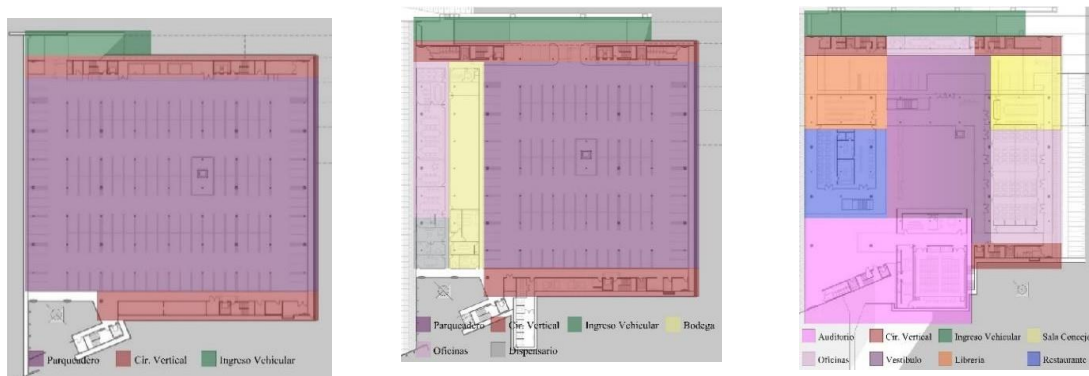 Parqueadero Cir. Vertical Ingreso Vehicular
Parqueadero Cir. Vertical Ingreso Vehicular Bodega
Oficinas Dispensario
Auditorio Cir. Vertical Ingreso Vehicular Sala Concejo
Oficinas Vestíbulo Librería Restaurante